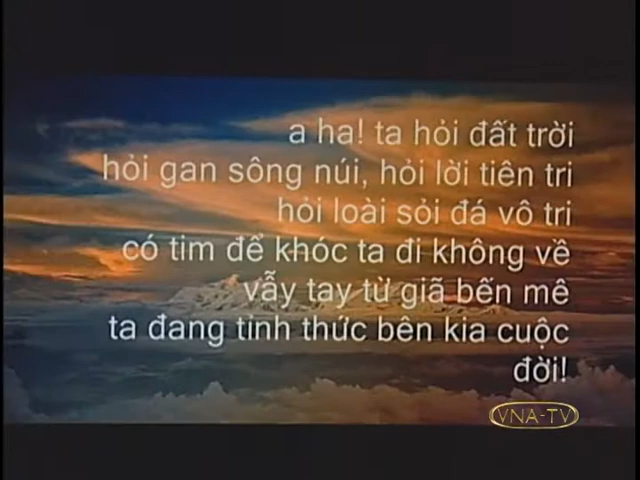 a ha! ta hỏi đất trời
hỏi gan sông núi, hỏi lời tiên tri
hỏi loài sỏi đá vô tri
có tim để khóc ta đi không về
vẫy tay từ giã bến mê
ta đang tỉnh thức bên kia cuộc
đời!
VNA-TV